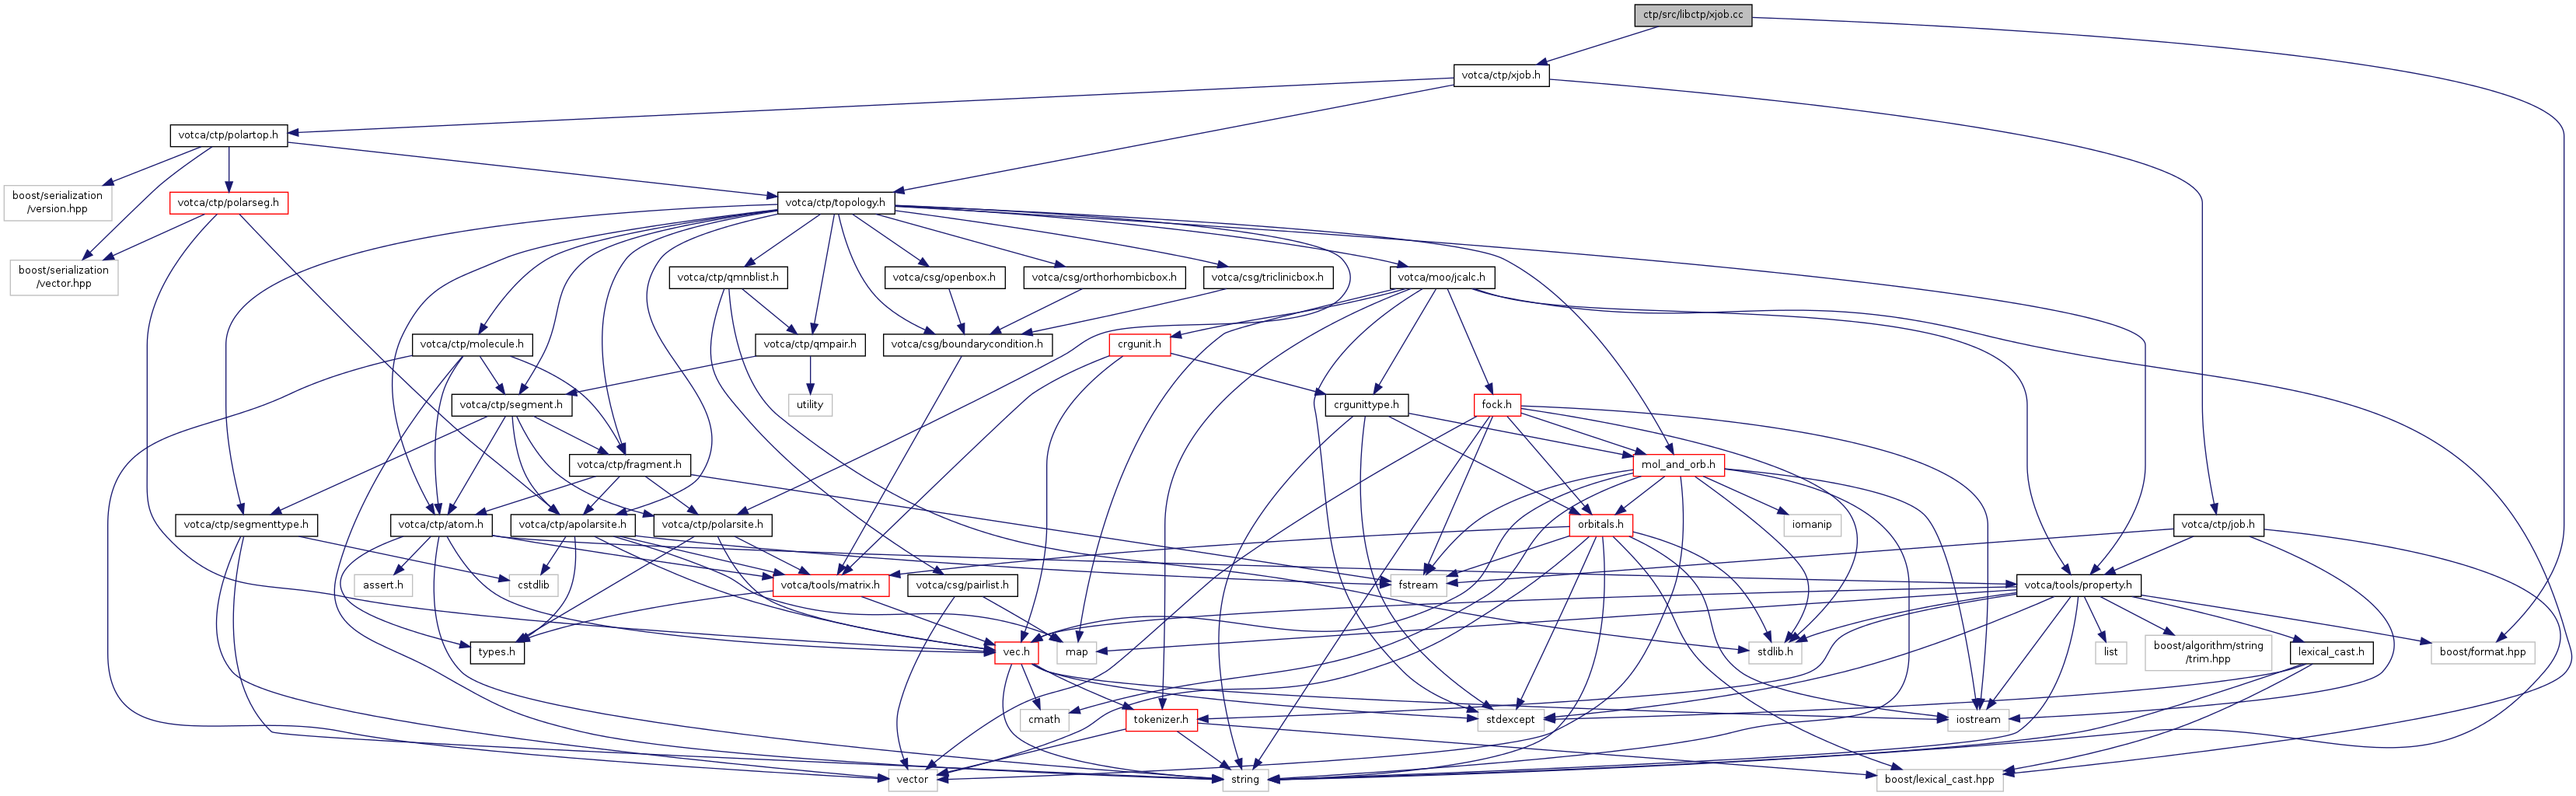 ctp/src/libctp/xjob.cc
votca/ctp/xjob.h
votca/ctp/polartop.h
boost/serialization
/version.hpp
votca/ctp/polarseg.h
votca/ctp/topology.h
boost/serialization
/vector.hpp
votca/ctp/qmnblist.h
votca/csg/openbox.h
votca/csg/orthorhombicbox.h
votca/csg/triclinicbox.h
votca/moo/jcalc.h
votca/ctp/molecule.h
votca/ctp/qmpair.h
votca/csg/boundarycondition.h
crgunit.h
votca/ctp/segment.h
utility
crgunittype.h
fock.h
votca/ctp/fragment.h
mol_and_orb.h
votca/ctp/segmenttype.h
votca/ctp/atom.h
votca/ctp/apolarsite.h
votca/ctp/polarsite.h
orbitals.h
iomanip
votca/ctp/job.h
assert.h
cstdlib
votca/tools/matrix.h
votca/csg/pairlist.h
fstream
votca/tools/property.h
types.h
vec.h
map
stdlib.h
list
boost/algorithm/string
/trim.hpp
lexical_cast.h
boost/format.hpp
cmath
tokenizer.h
stdexcept
iostream
vector
string
boost/lexical_cast.hpp